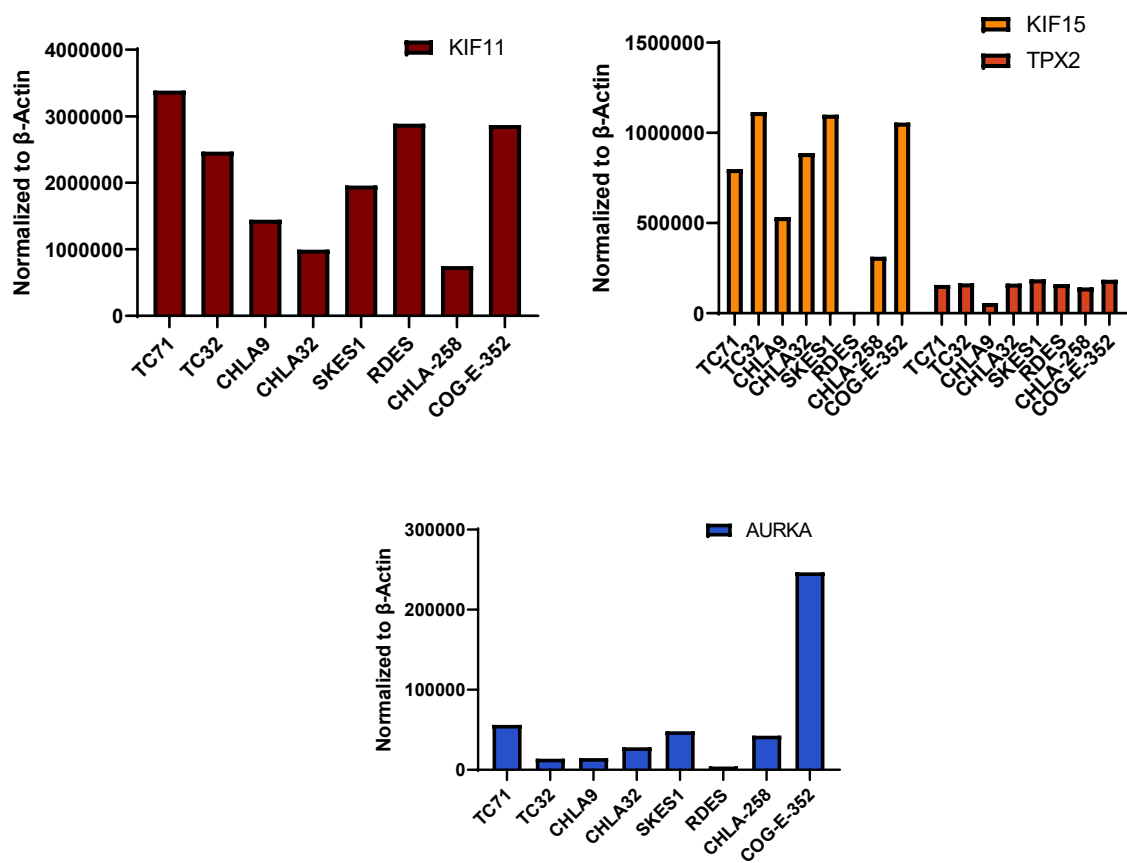 KIF11
Normalized to β-Actin
4000000
3000000
2000000
1000000
0
TC71
TC32
CHLA9
CHLA32
SKES1
RDES
CHLA-258
COG-E-352
KIF15
TPX2
Normalized to β-Actin
1500000
1000000
500000
0
TC71
TC32
CHLA9
CHLA32
SKES1
RDES
CHLA-258
COG-E-352
TC71
TC32
CHLA9
CHLA32
SKES1
RDES
CHLA-258
COG-E-352
AURKA
Normalized to β-Actin
300000
200000
100000
0
TC71
TC32
CHLA9
CHLA32
SKES1
RDES
CHLA-258
COG-E-352